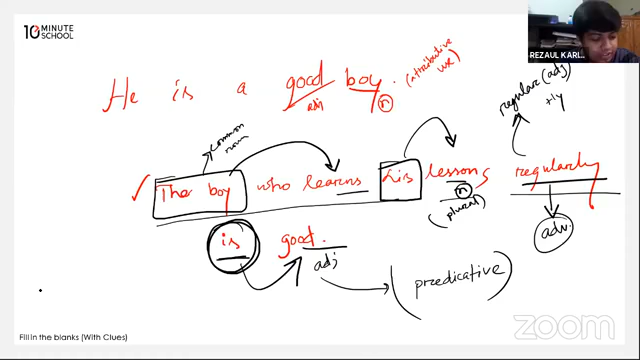 10 MINUTE SCHOOL
REZAUL KARI
He is a good boy. (attributive use)
adj n
regular (adj)
+ly
Common noun
The boy who learns his lessons regularly
n
(plural)
adv.
is good.
adj
(predicative)
Fill in the blanks (With Clues)
zoom